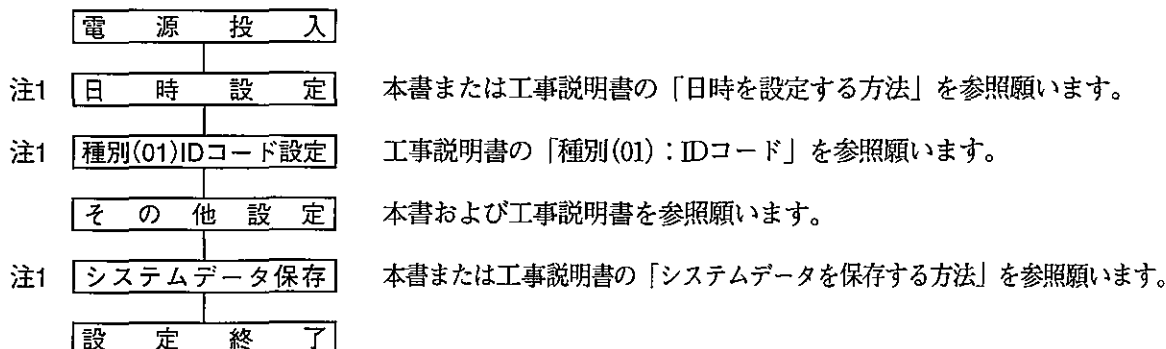 電源投入
注1 日時設定 本書または工事説明書の「日時を設定する方法」を参照願います。
注1 種別(01)IDコード設定 工事説明書の「種別(01)：IDコード」を参照願います。
その他設定 本書および工事説明書を参照願います。
注1 システムデータ保存 本書または工事説明書の「システムデータを保存する方法」を参照願います。
設定終了